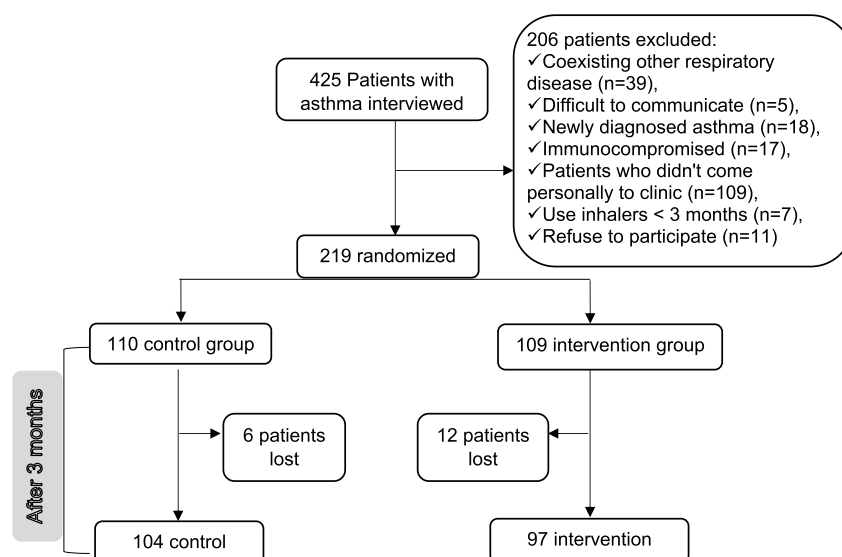 425 Patients with
asthma interviewed
206 patients excluded:
✓Coexisting other respiratory
disease (n=39),
✓Difficult to communicate (n=5),
✓Newly diagnosed asthma (n=18),
✓Immunocompromised (n=17),
✓Patients who didn't come
personally to clinic (n=109),
✓Use inhalers < 3 months (n=7),
✓Refuse to participate (n=11)
219 randomized
110 control group
109 intervention group
After 3 months
6 patients
lost
12 patients
lost
104 control
97 intervention